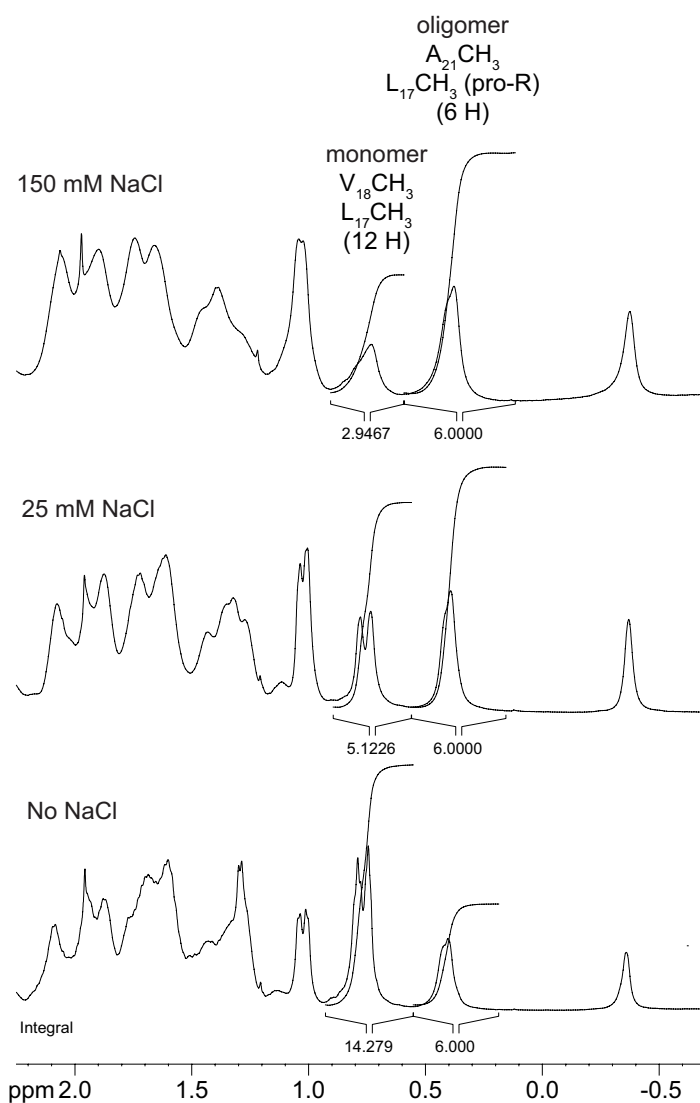 oligomer
A21CH3
L17CH3 (pro-R)
(6 H)
monomer
V18CH3
L17CH3
(12 H)
150 mM NaCl
2.9467 6.0000
25 mM NaCl
5.1226 6.0000
No NaCl
Integral
14.279 6.000
ppm 2.0 1.5 1.0 0.5 0.0 -0.5